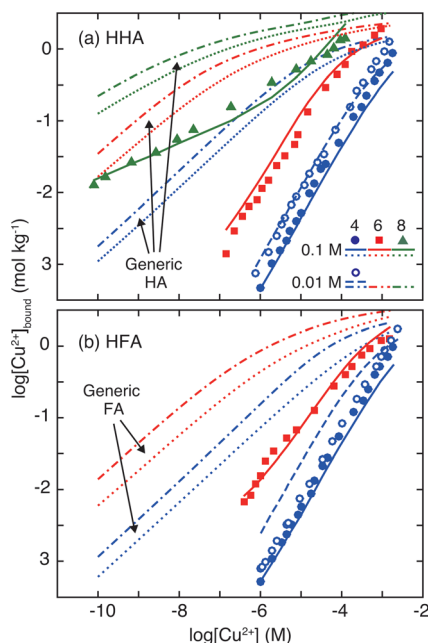 (a) HHA
0
-1
-2
3
Generic
HA
4 6 8
0.1 M
0.01 M
log[Cu²⁺]bound (mol kg⁻¹)
(b) HFA
0
Generic
FA
-1
-2
3
-10 -8 -6 -4 -2
log[Cu²⁺] (M)